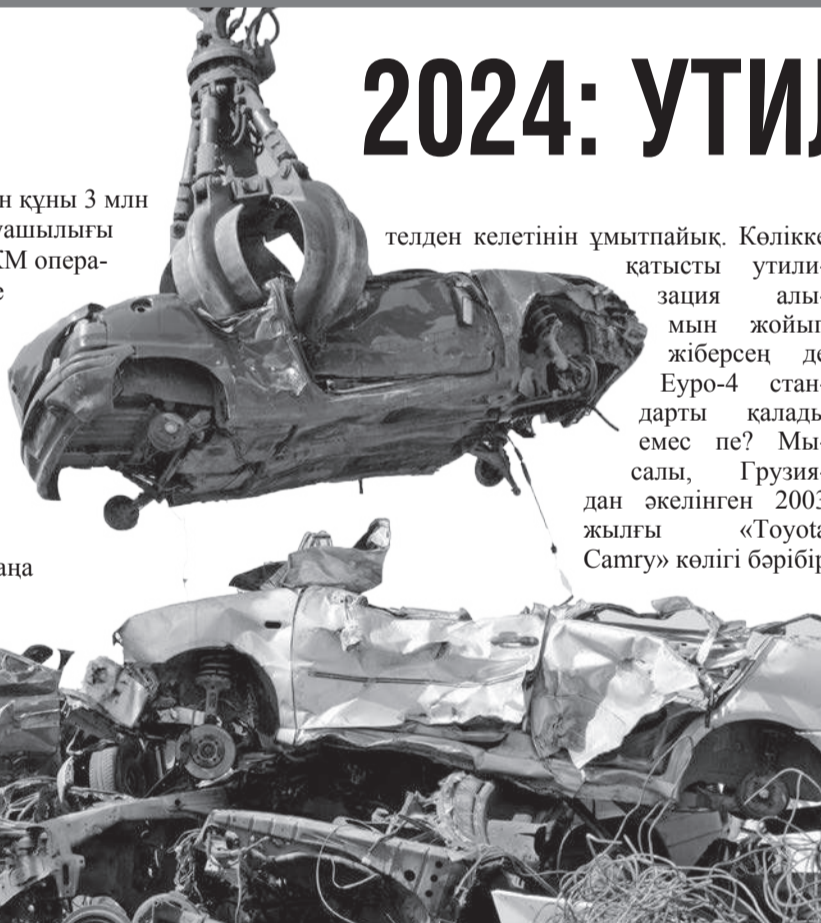 2024: УТИЛ
н құны 3 млн
уашылығы
КМ опера-
е
аңа
телден келетінін ұмытпайық. Көлікке
қатысты утили-
зация алы-
мын жойып
жіберсең де
Еуро-4 стан-
дарты қалады
емес пе? Мы-
салы, Грузия-
дан әкелінген 2003
жылғы «Toyota
Camry» көлігі бәрібір